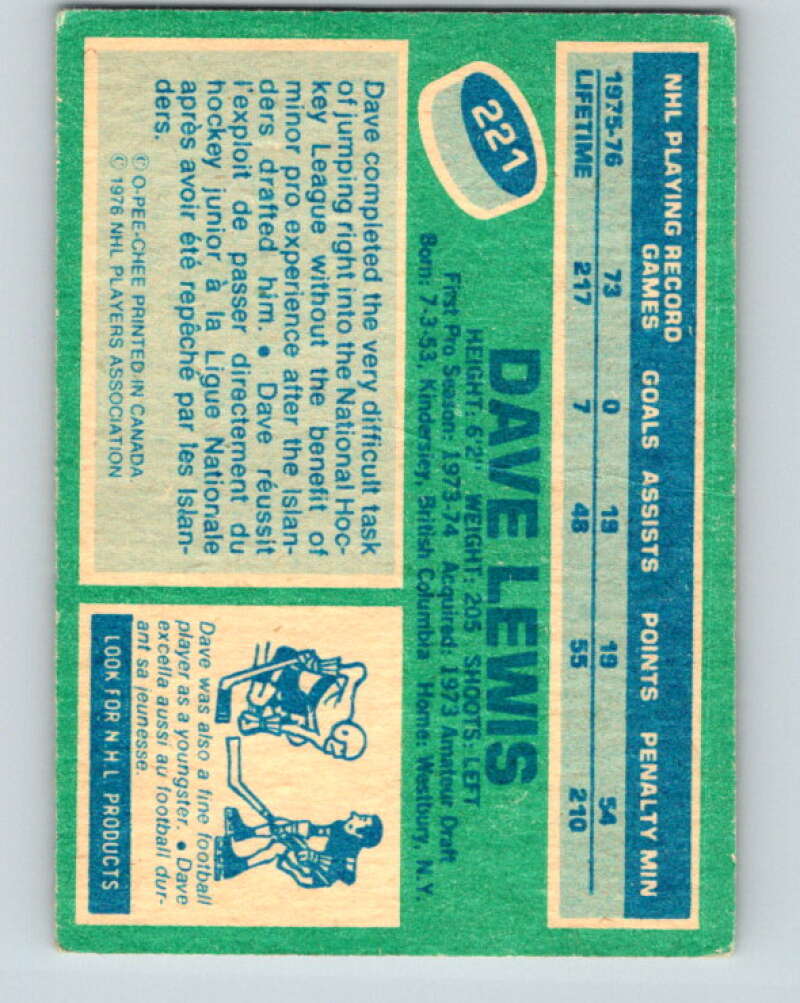 221
NHL PLAYING RECORD
GAMES GOALS ASSISTS POINTS PENALTY MIN
1975-76 73 0 19 19 54
LIFETIME 217 7 48 55 210
DAVE LEWIS
HEIGHT: 6'2" WEIGHT: 205 SHOOTS: LEFT
First Pro Season: 1973-74 Acquired: 1973 Amateur Draft
Born: 7-3-53, Kindersley, British Columbia Home: Westbury, N.Y.
Dave completed the very difficult task
of jumping right into the National Hoc-
key League without the benefit of
minor pro experience after the Islan-
ders drafted him. • Dave réussit
l'exploit de passer directement du
hockey junior à la Ligue Nationale
après avoir été repêché par les Islan-
ders.
© O-PEE-CHEE PRINTED IN CANADA
© 1976 NHL PLAYERS ASSOCIATION
Dave was also a fine football
player as a youngster. • Dave
excella aussi au football dur-
ant sa jeunesse.
LOOK FOR N.H.L PRODUCTS